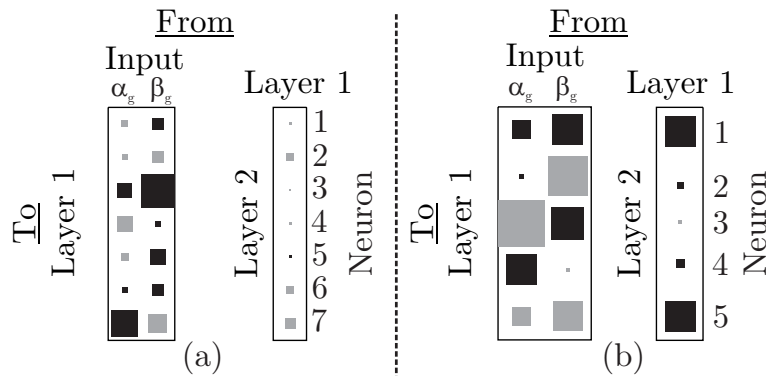 From
Input
α_g β_g
Layer 1
To
Layer 1
Layer 2
1
2
3
4
5
6
7
Neuron
(a)
From
Input
α_g β_g
Layer 1
To
Layer 1
Layer 2
1
2
3
4
5
Neuron
(b)